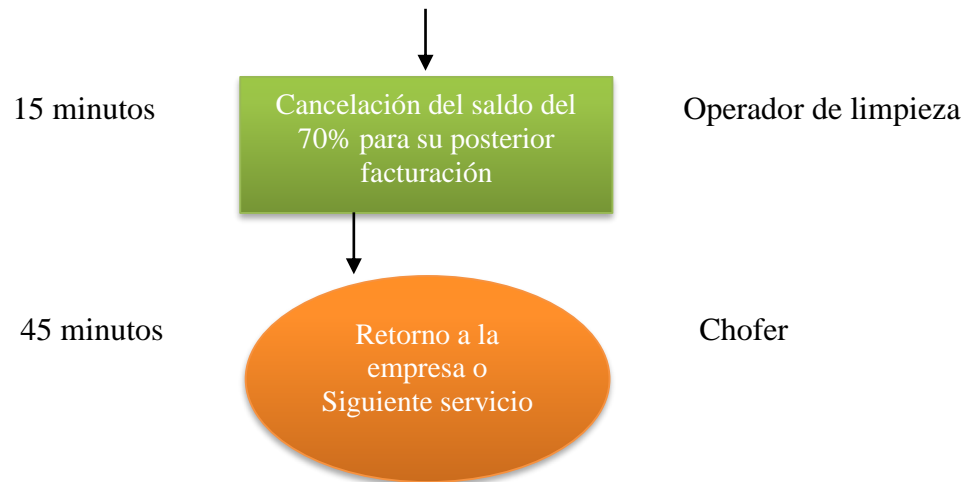 15 minutos
Cancelación del saldo del
70% para su posterior
facturación
Operador de limpieza
45 minutos
Retorno a la
empresa o
Siguiente servicio
Chofer